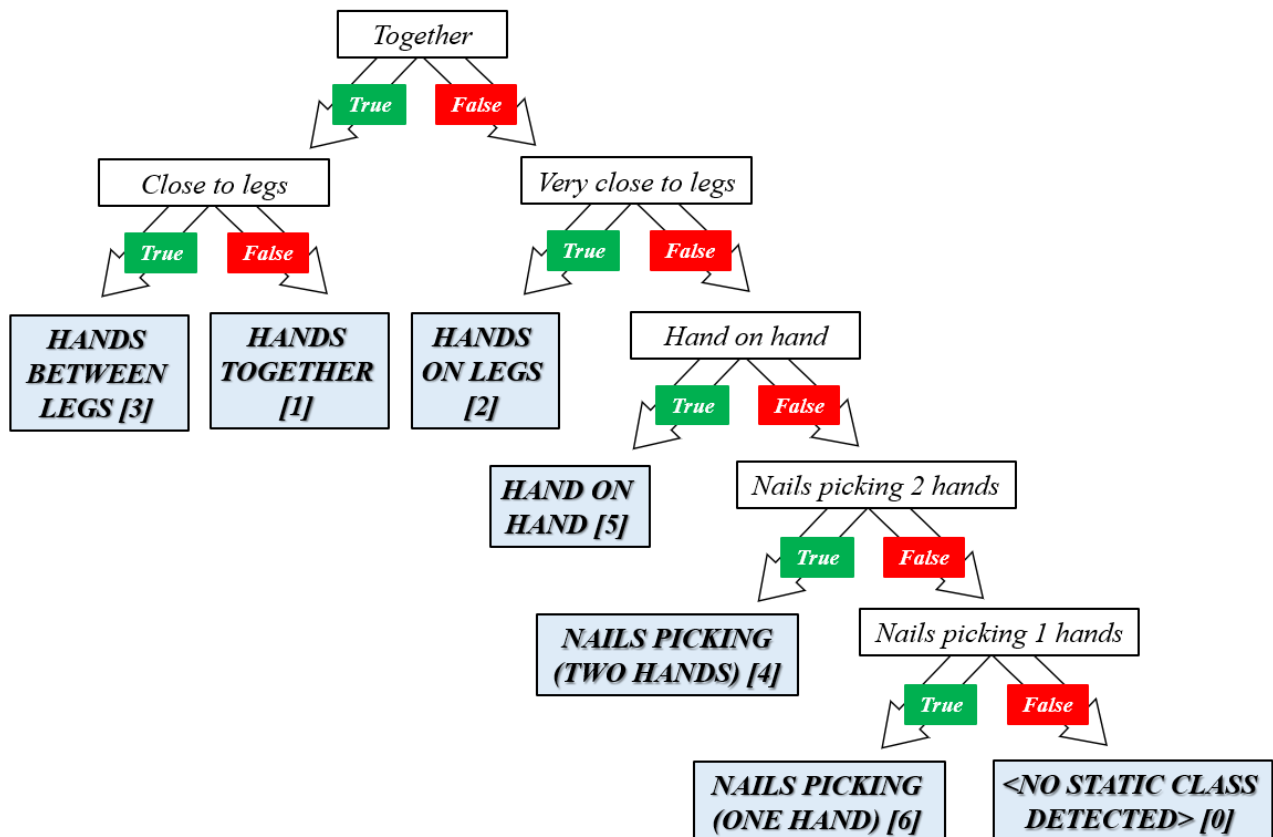 Together
True
False
Close to legs
Very close to legs
True
False
True
False
HANDS
BETWEEN
LEGS [3]
HANDS
TOGETHER
[1]
HANDS
ON LEGS
[2]
Hand on hand
True
False
HAND ON
HAND [5]
Nails picking 2 hands
True
False
NAILS PICKING
(TWO HANDS) [4]
Nails picking 1 hands
True
False
NAILS PICKING
(ONE HAND) [6]
<NO STATIC CLASS
DETECTED> [0]